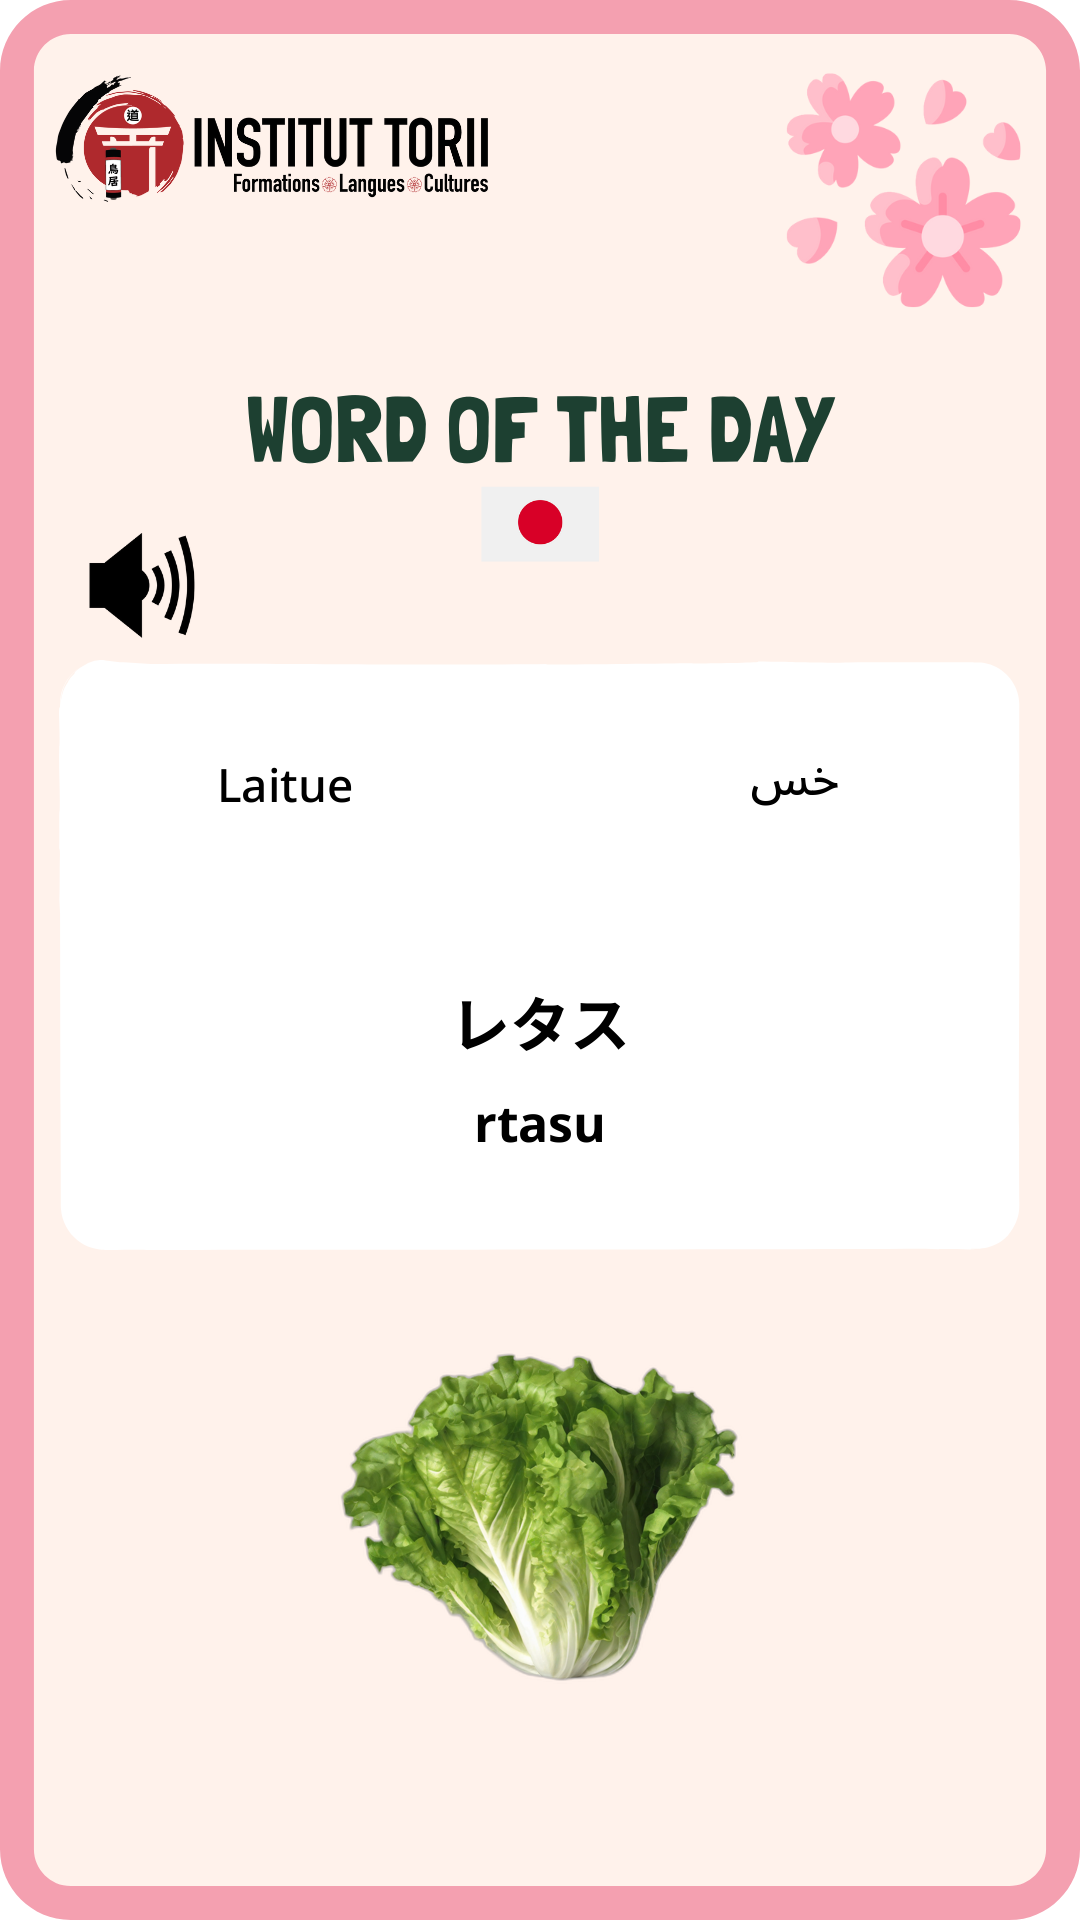 道
鳥居
INSTITUT TORII
Formations Langues Cultures
WORD OF THE DAY
Laitue
خس
レタス
rtasu